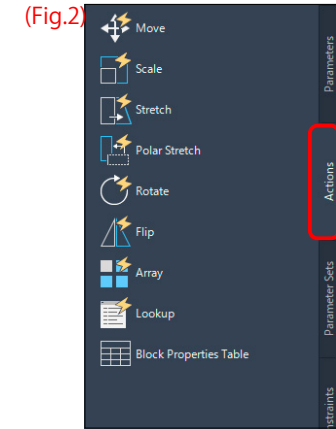 (Fig.2)
Move
Scale
Stretch
Polar Stretch
Rotate
Flip
Array
Lookup
Block Properties Table
Parameters
Actions
Parameter Sets